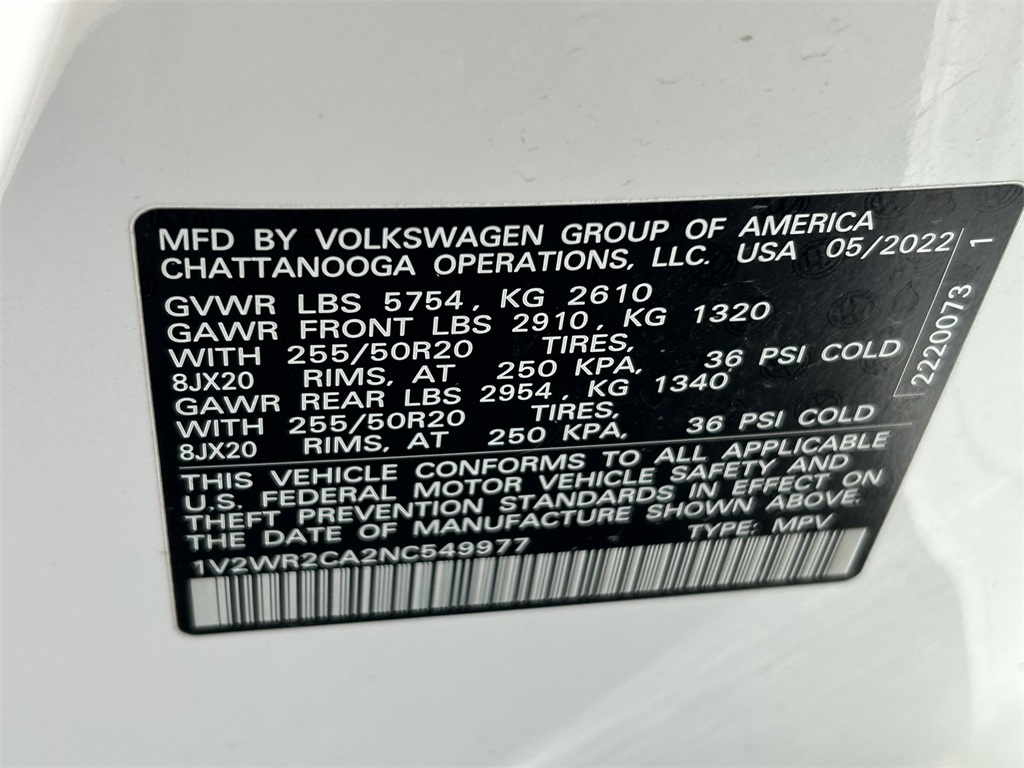 MFD BY VOLKSWAGEN GROUP OF AMERICA
CHATTANOOGA OPERATIONS, LLC. USA 05/2022
GVWR LBS 5754, KG 2610
GAWR FRONT LBS 2910, KG 1320
WITH 255/50R20 TIRES,
8JX20 RIMS, AT 250 KPA, 36 PSI COLD
GAWR REAR LBS 2954, KG 1340
WITH 255/50R20 TIRES,
8JX20 RIMS, AT 250 KPA, 36 PSI COLD
THIS VEHICLE CONFORMS TO ALL APPLICABLE
U.S. FEDERAL MOTOR VEHICLE SAFETY AND
THEFT PREVENTION STANDARDS IN EFFECT ON
THE DATE OF MANUFACTURE SHOWN ABOVE.
1V2WR2CA2NC549977 TYPE: MPV
2220073 1